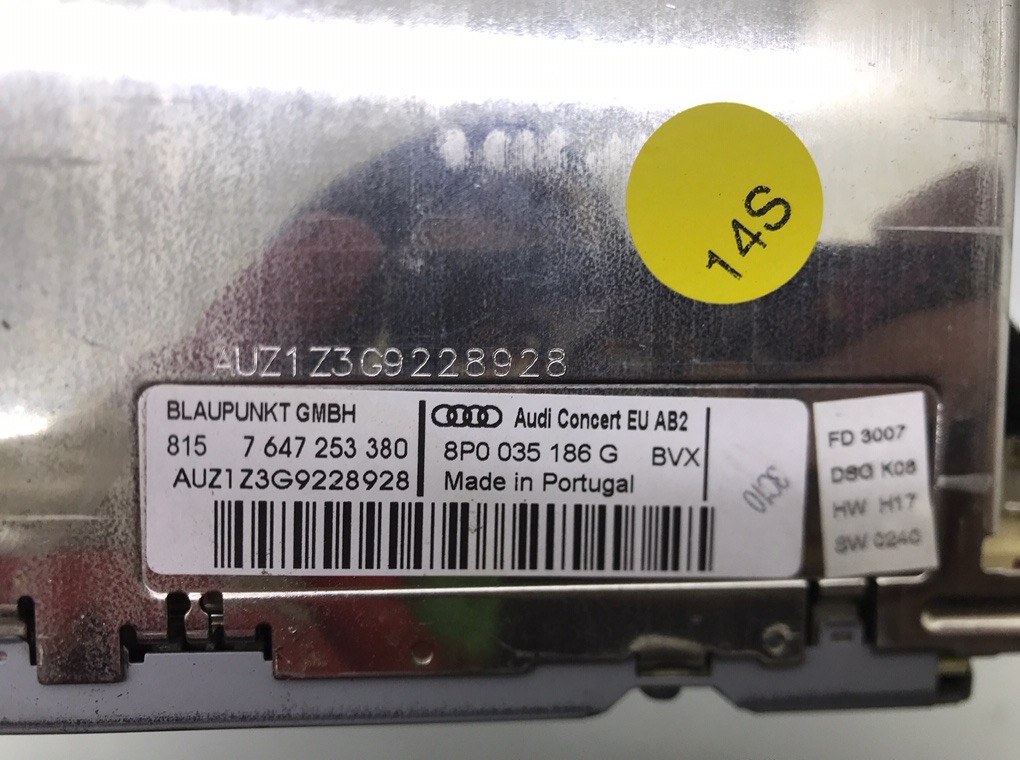 14S
AUZ1Z3G9228928
BLAUPUNKT GMBH
815 7 647 253 380
AUZ1Z3G9228928
Audi Concert EU AB2
8P0 035 186 G BVX
Made in Portugal
FD 3007
DSG K08
HW H17
SW 0240